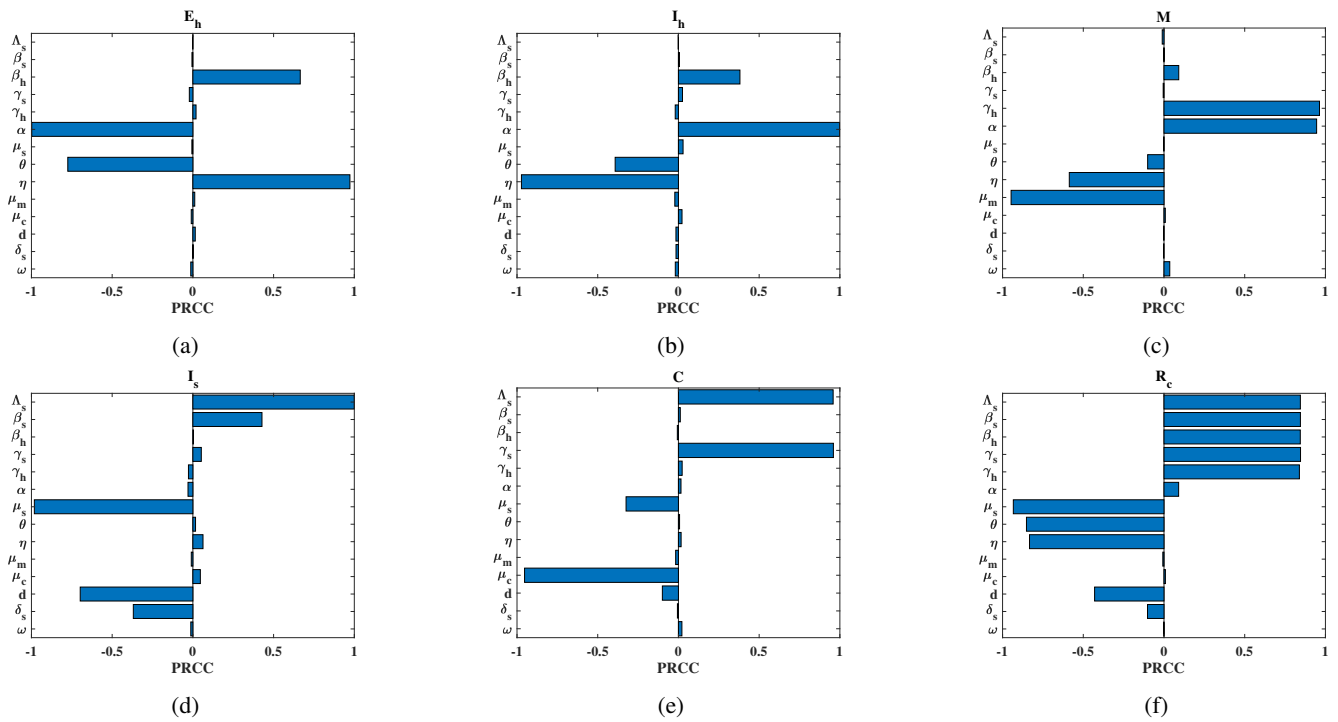 E_h
Λ_s
β_s
β_h
γ_s
γ_h
α
μ_s
θ
η
μ_m
μ_c
d
δ_s
ω
-1 -0.5 0 0.5 1
PRCC
(a)
I_h
Λ_s
β_s
β_h
γ_s
γ_h
α
μ_s
θ
η
μ_m
μ_c
d
δ_s
ω
-1 -0.5 0 0.5 1
PRCC
(b)
M
Λ_s
β_s
β_h
γ_s
γ_h
α
μ_s
θ
η
μ_m
μ_c
d
δ_s
ω
-1 -0.5 0 0.5 1
PRCC
(c)
I_s
Λ_s
β_s
β_h
γ_s
γ_h
α
μ_s
θ
η
μ_m
μ_c
d
δ_s
ω
-1 -0.5 0 0.5 1
PRCC
(d)
C
Λ_s
β_s
β_h
γ_s
γ_h
α
μ_s
θ
η
μ_m
μ_c
d
δ_s
ω
-1 -0.5 0 0.5 1
PRCC
(e)
R_c
Λ_s
β_s
β_h
γ_s
γ_h
α
μ_s
θ
η
μ_m
μ_c
d
δ_s
ω
-1 -0.5 0 0.5 1
PRCC
(f)